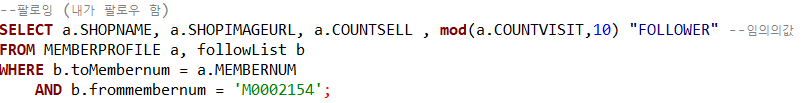 --팔로잉 (내가 팔로우 함)
SELECT a.SHOPNAME, a.SHOPIMAGEURL, a.COUNTSELL , mod(a.COUNTVISIT,10) "FOLLOWER" --임의의값
FROM MEMBERPROFILE a, followList b
WHERE b.toMembernum = a.MEMBERNUM
AND b.frommembernum = 'M0002154';